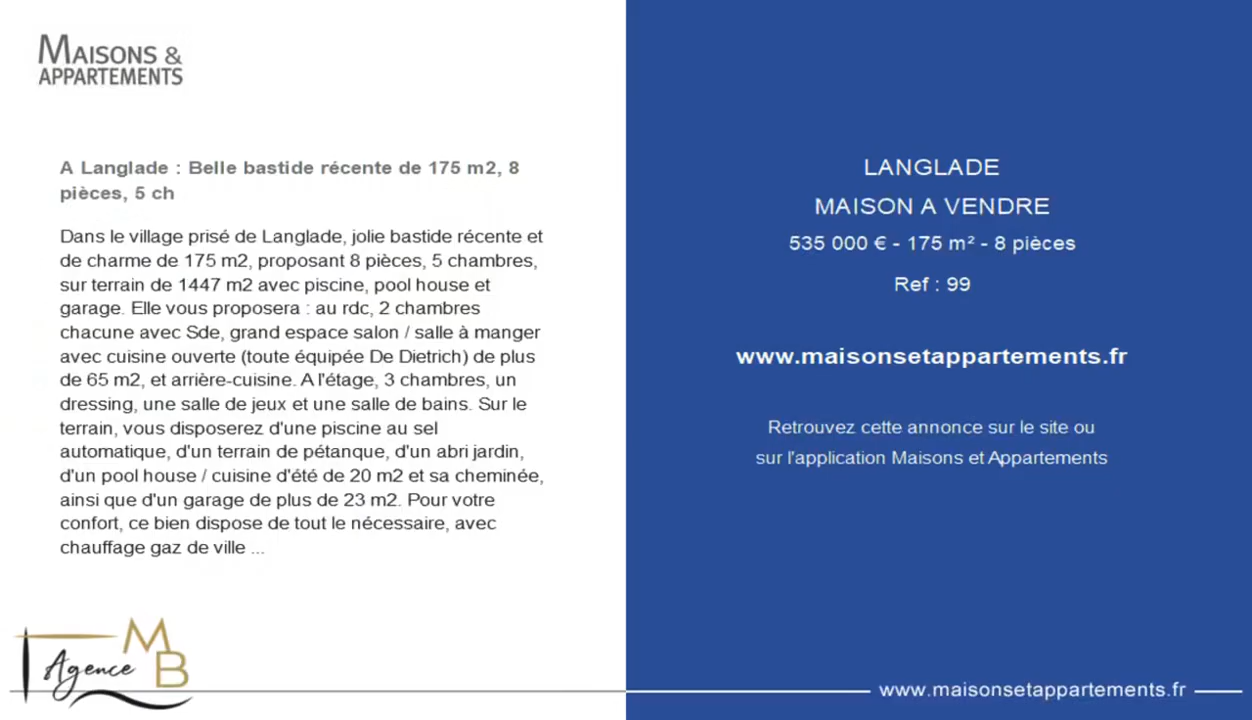 MAISONS &
APPARTEMENTS
A Langlade : Belle bastide récente de 175 m2, 8
pièces, 5 ch
Dans le village prisé de Langlade, jolie bastide récente et
de charme de 175 m2, proposant 8 pièces, 5 chambres,
sur terrain de 1447 m2 avec piscine, pool house et
garage. Elle vous proposera : au rdc, 2 chambres
chacune avec Sde, grand espace salon / salle à manger
avec cuisine ouverte (toute équipée De Dietrich) de plus
de 65 m2, et arrière-cuisine. A l'étage, 3 chambres, un
dressing, une salle de jeux et une salle de bains. Sur le
terrain, vous disposerez d'une piscine au sel
automatique, d'un terrain de pétanque, d'un abri jardin,
d'un pool house / cuisine d'été de 20 m2 et sa cheminée,
ainsi que d'un garage de plus de 23 m2. Pour votre
confort, ce bien dispose de tout le nécessaire, avec
chauffage gaz de ville ...
Agence MB
LANGLADE
MAISON A VENDRE
535 000 € - 175 m² - 8 pièces
Ref : 99
www.maisonsetappartements.fr
Retrouvez cette annonce sur le site ou
sur l'application Maisons et Appartements
www.maisonsetappartements.fr